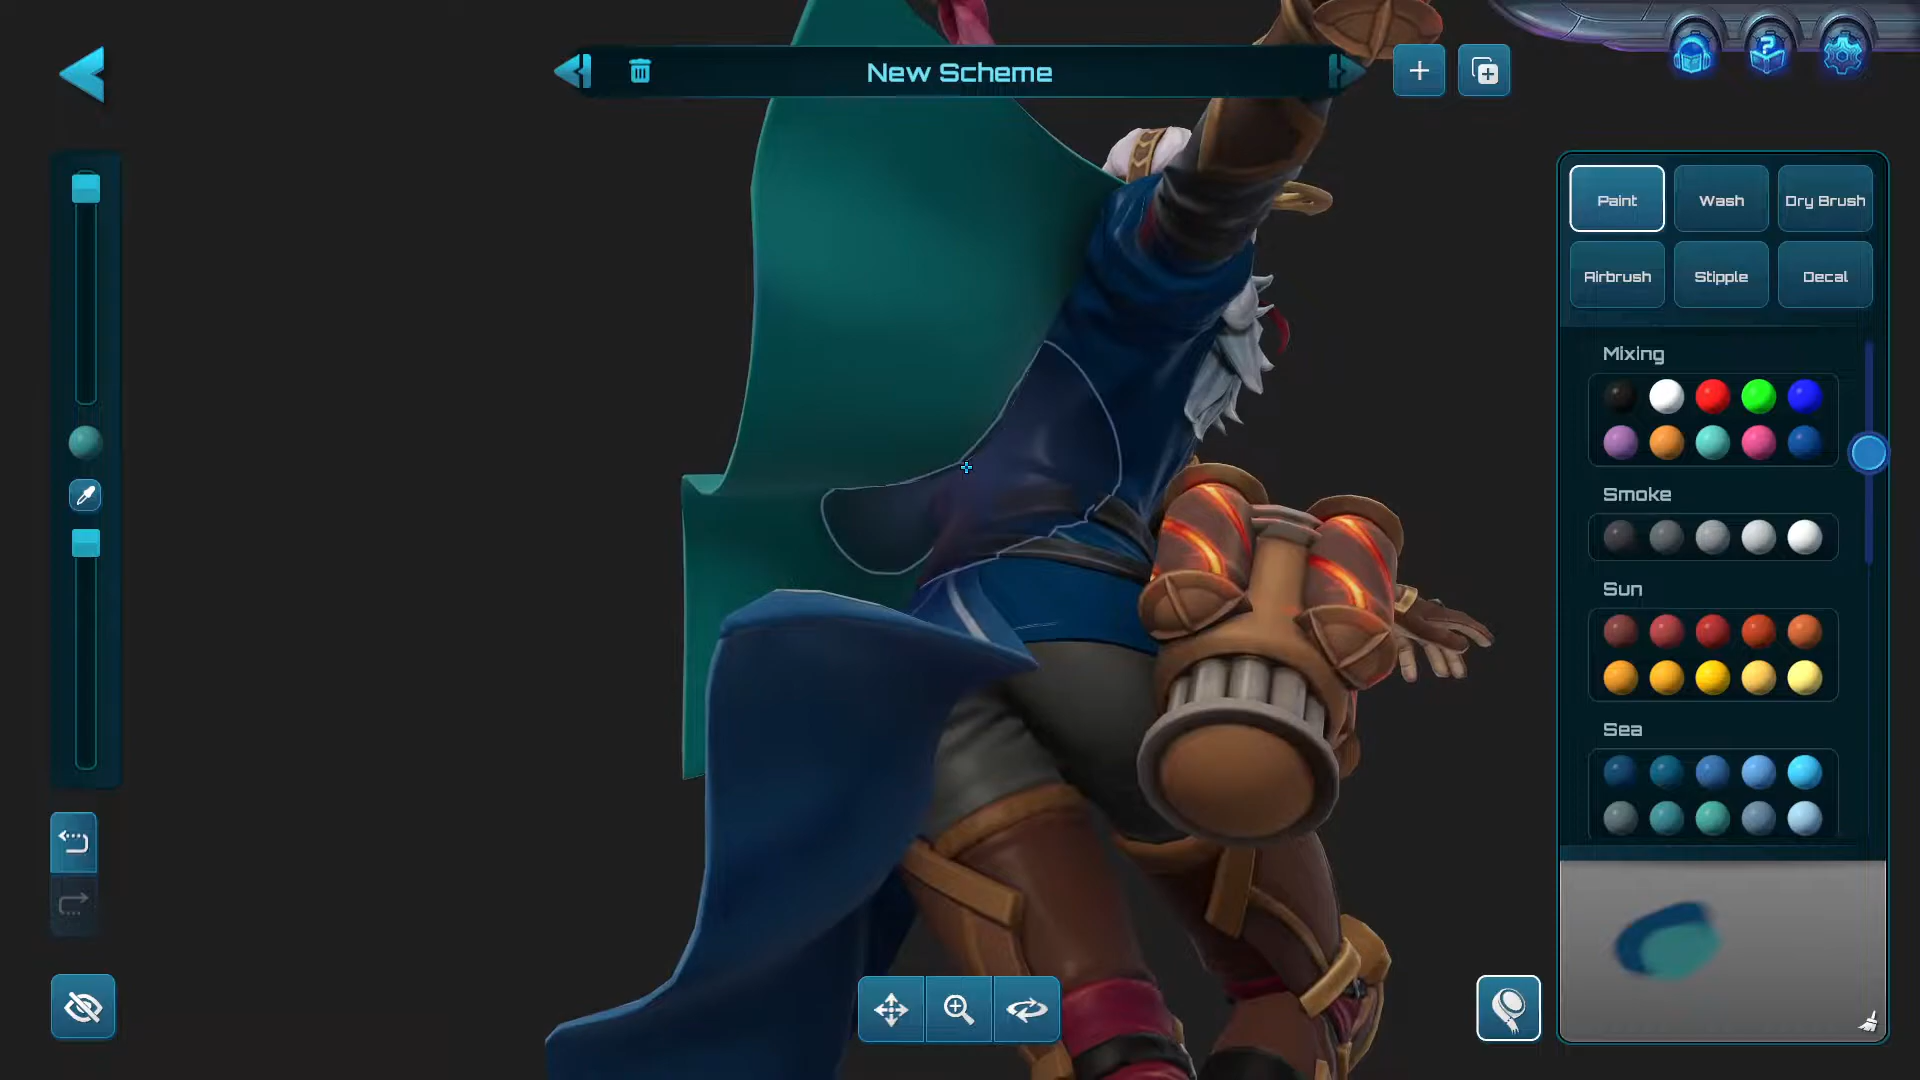 New Scheme
Paint
Wash
Dry Brush
Airbrush
Stipple
Decal
Mixing
Smoke
Sun
Sea